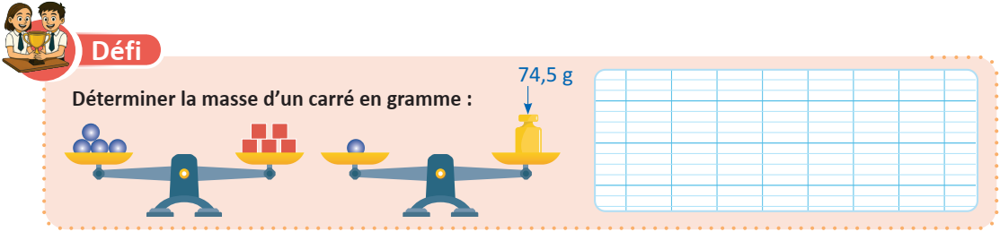 Défi
74,5 g
Déterminer la masse d’un carré en gramme :